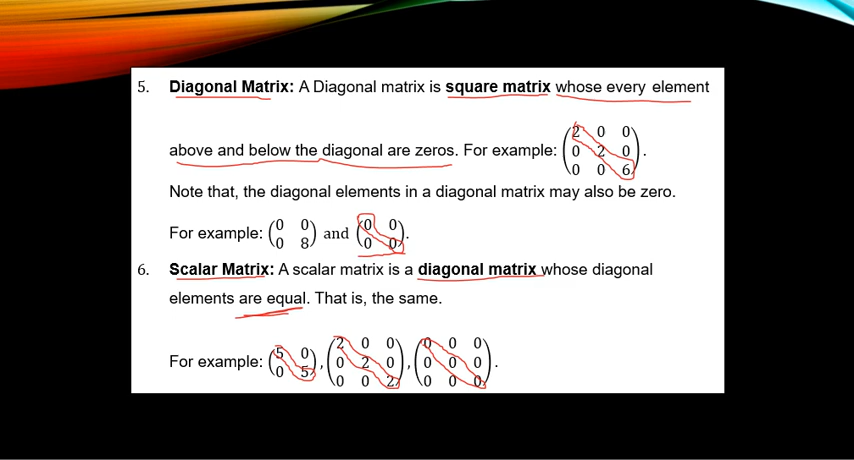 5. Diagonal Matrix: A Diagonal matrix is square matrix whose every element
above and below the diagonal are zeros. For example: (2 0 0
0 2 0
0 0 6).
Note that, the diagonal elements in a diagonal matrix may also be zero.
For example: (0 0
0 8) and (0 0
0 0).
6. Scalar Matrix: A scalar matrix is a diagonal matrix whose diagonal
elements are equal. That is, the same.
For example: (5 0
0 5), (2 0 0
0 2 0
0 0 2), (0 0 0
0 0 0
0 0 0).